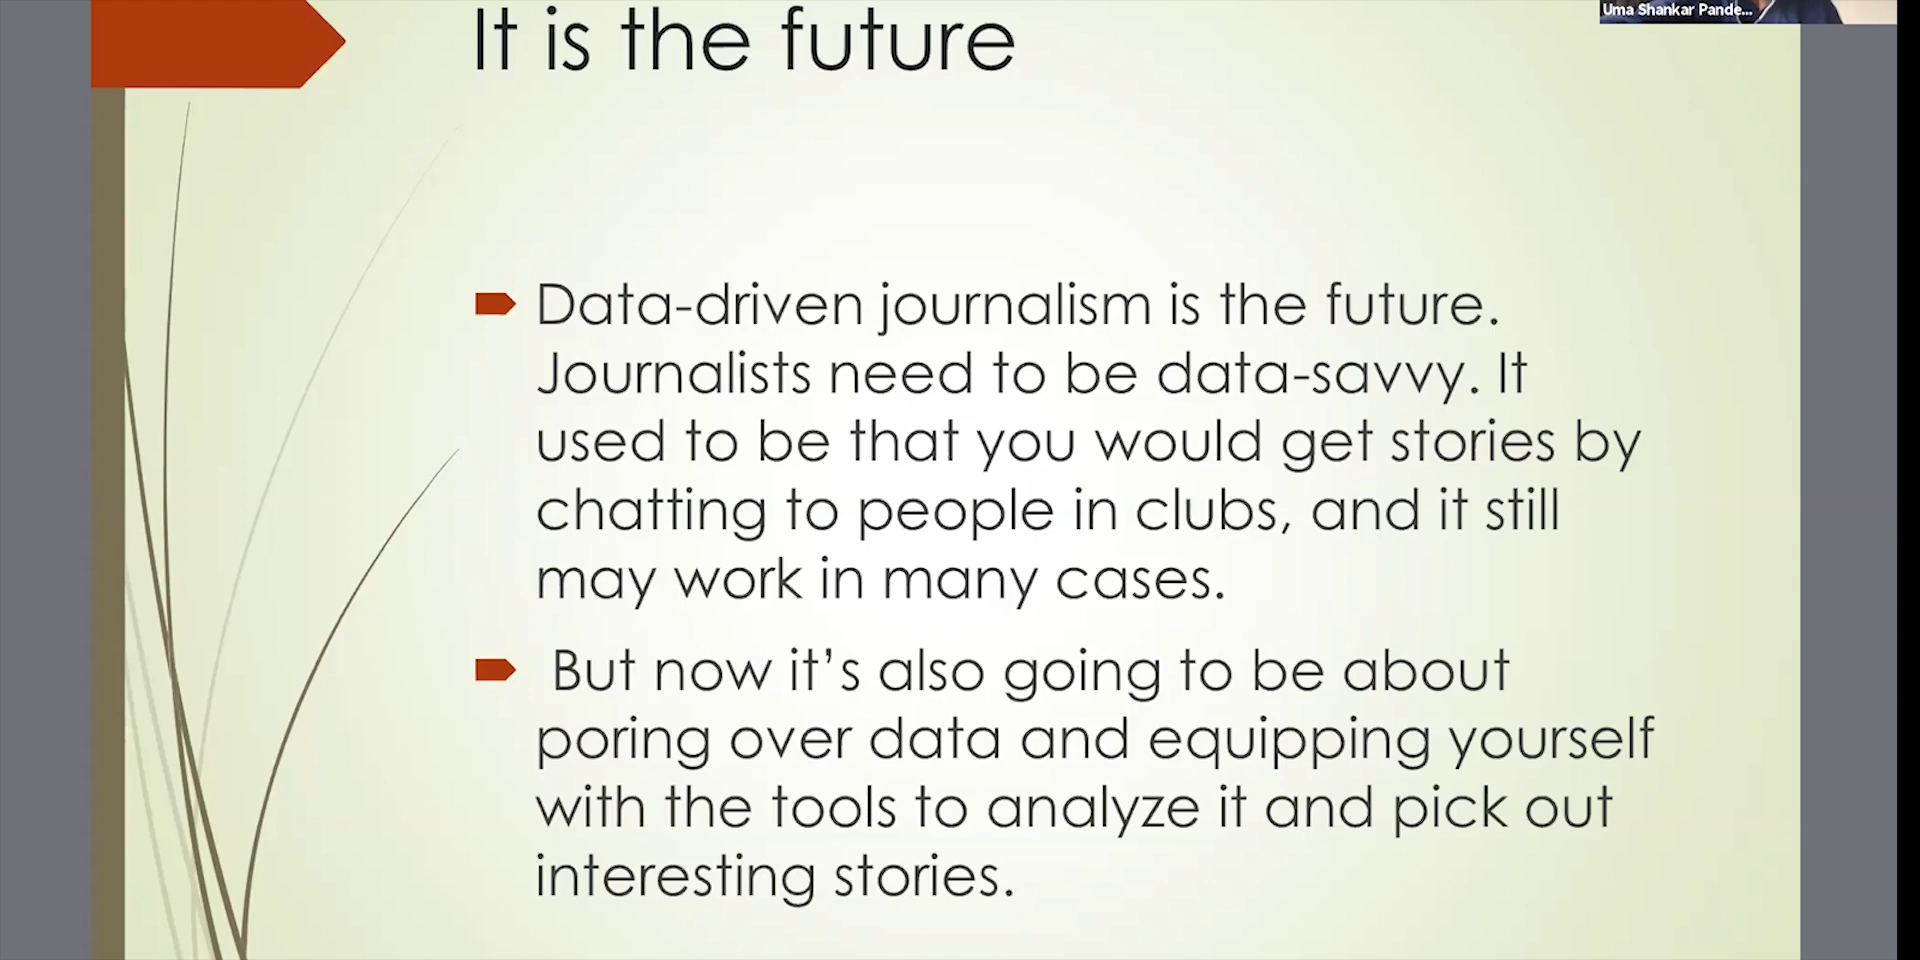 It is the future
Uma Shankar Pande...
Data-driven journalism is the future.
Journalists need to be data-savvy. It
used to be that you would get stories by
chatting to people in clubs, and it still
may work in many cases.
But now it’s also going to be about
poring over data and equipping yourself
with the tools to analyze it and pick out
interesting stories.